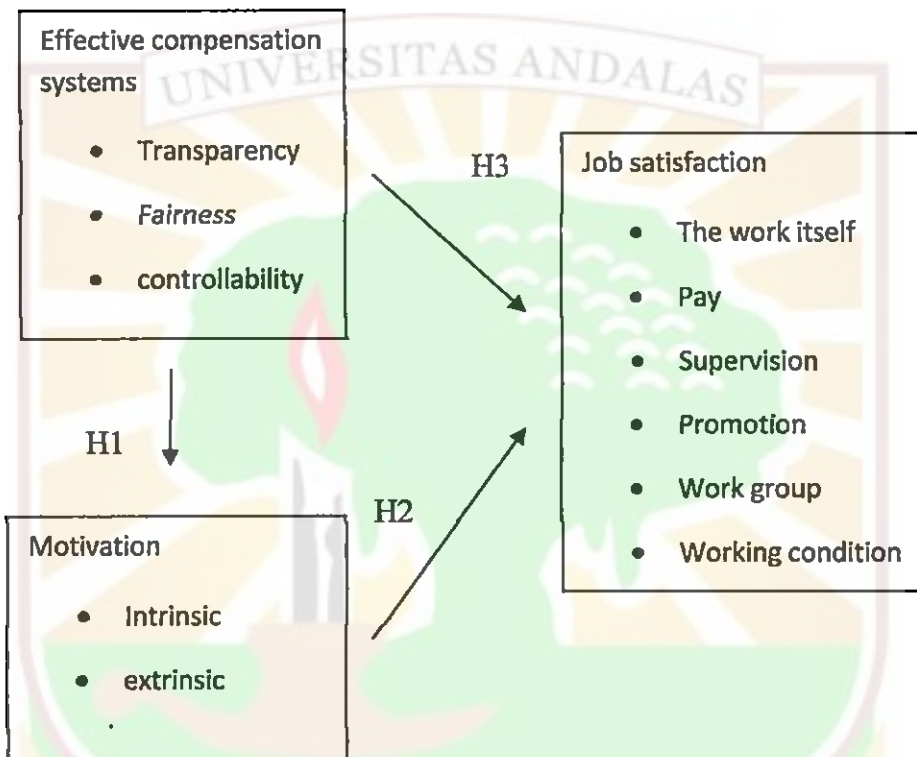 Effective compensation
systems
• Transparency
• Fairness
• controllability
UNIVERSITAS ANDALAS
H3
Job satisfaction
• The work itself
• Pay
• Supervision
• Promotion
• Work group
• Working condition
H1
H2
Motivation
• Intrinsic
• extrinsic